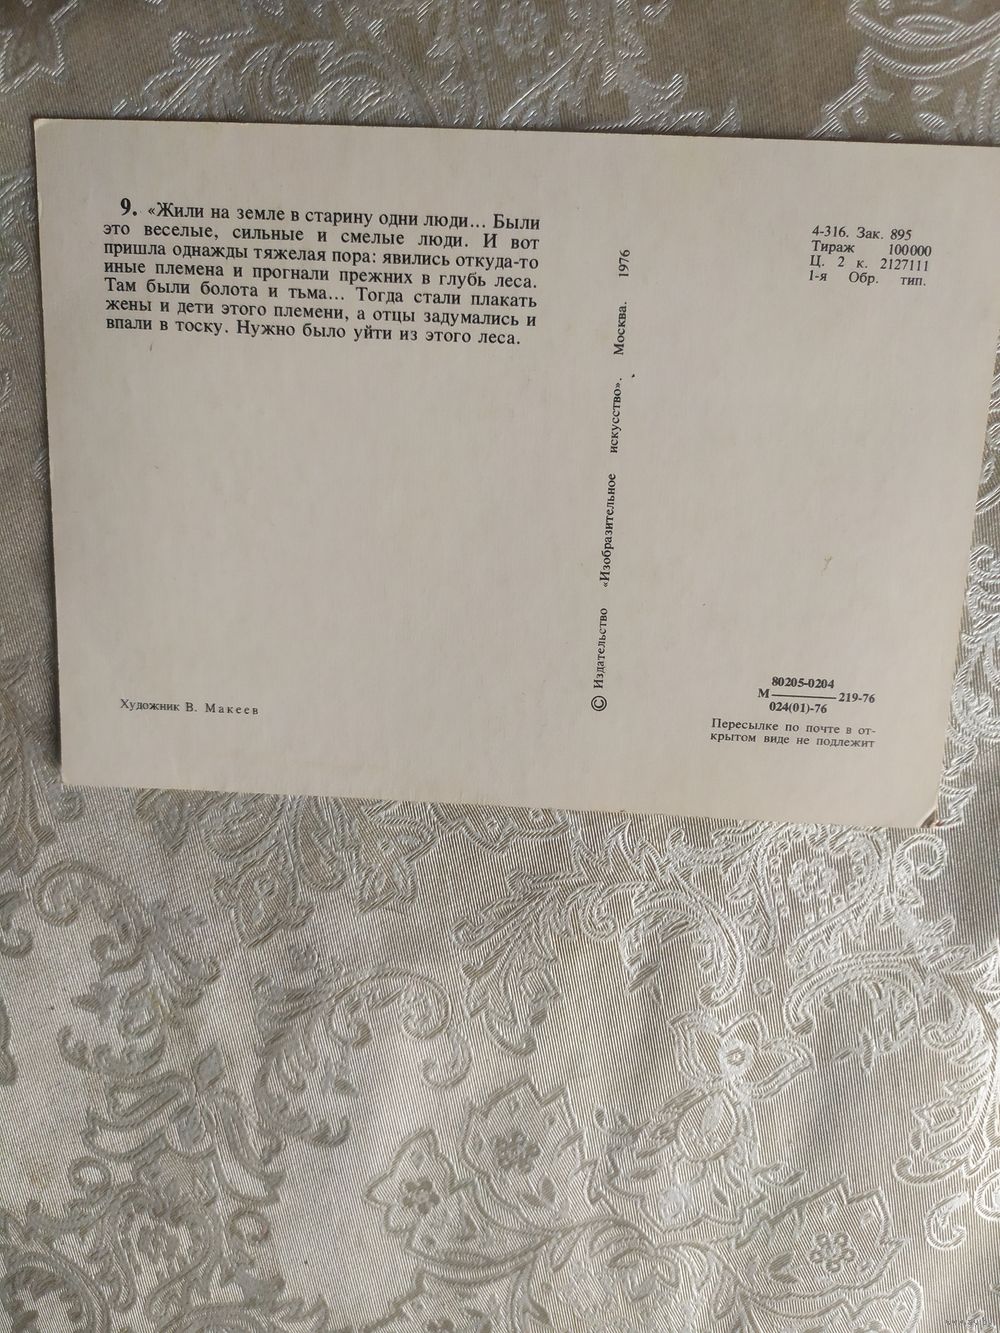 9. «Жили на земле в старину одни люди... Были
это веселые, сильные и смелые люди. И вот
пришла однажды тяжелая пора: явились откуда-то
иные племена и прогнали прежних в глубь леса.
Там были болота и тьма... Тогда стали плакать
жены и дети этого племени, а отцы задумались и
впали в тоску. Нужно было уйти из этого леса.
Художник В. Макеев
© Издательство «Изобразительное искусство». Москва. 1976
4-316. Зак. 895
Тираж 100000
Ц. 2 к. 2127111
1-я Обр. тип.
80205-0204
М 219-76
024(01)-76
Пересылке по почте в от-
крытом виде не подлежит